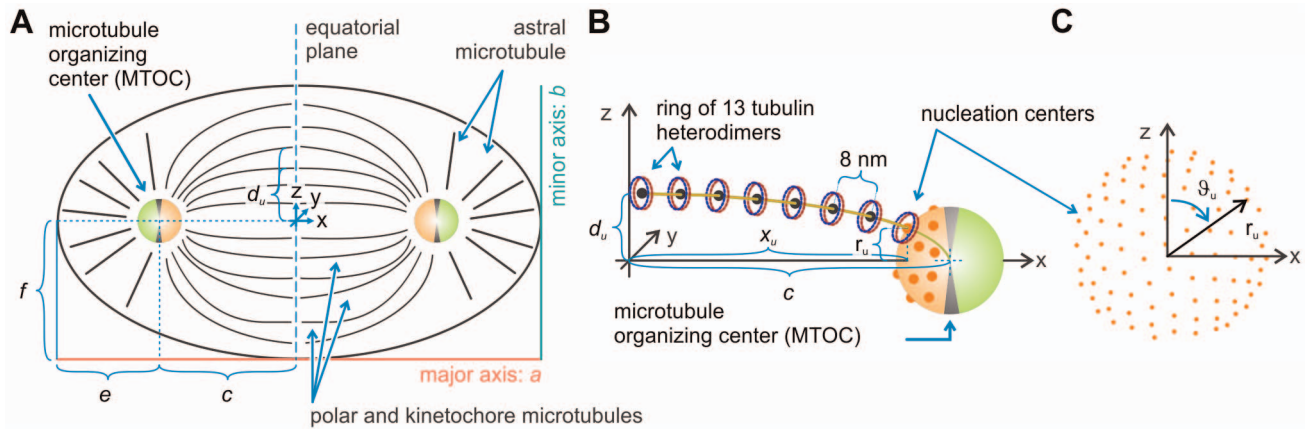 A
microtubule
organizing
center (MTOC)
equatorial
plane
astral
microtubule
d_u
z
y
x
minor axis: b
f
major axis: a
e
c
polar and kinetochore microtubules
B
z
ring of 13 tubulin
heterodimers
nucleation centers
8 nm
d_u
y
x_u
r_u
x
c
microtubule
organizing center (MTOC)
C
z
ϑ_u
r_u
x